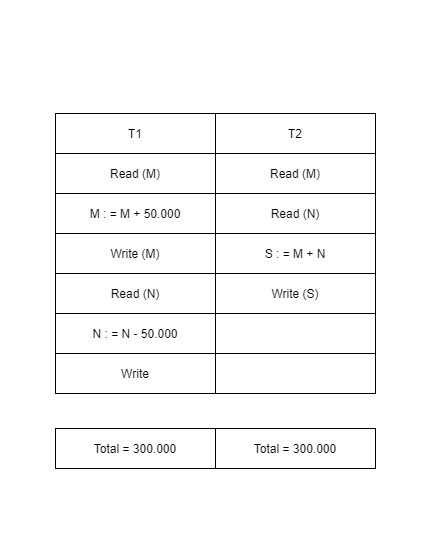 T1 T2
Read (M) Read (M)
M : = M + 50.000 Read (N)
Write (M) S : = M + N
Read (N) Write (S)
N : = N - 50.000
Write
Total = 300.000 Total = 300.000